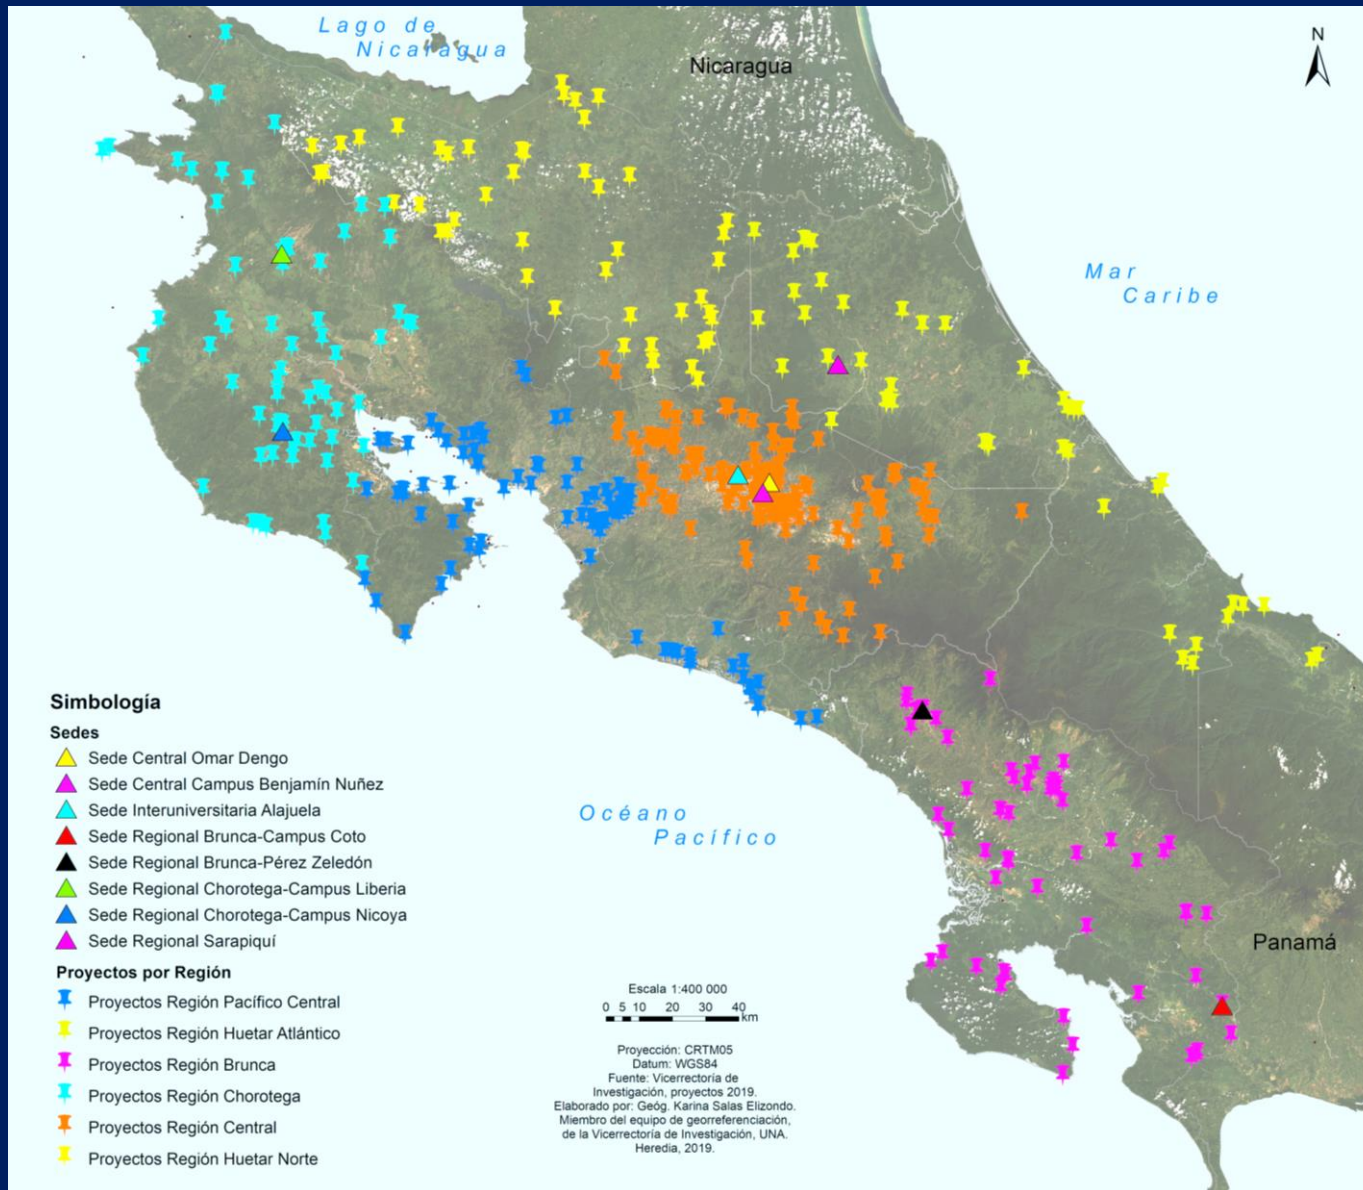 Lago de
Nicaragua
Nicaragua
N
Mar
Caribe
Océano
Pacífico
Panamá
Simbología
Sedes
Sede Central Omar Dengo
Sede Central Campus Benjamín Nuñez
Sede Interuniversitaria Alajuela
Sede Regional Brunca-Campus Coto
Sede Regional Brunca-Pérez Zeledón
Sede Regional Chorotega-Campus Liberia
Sede Regional Chorotega-Campus Nicoya
Sede Regional Sarapiquí
Proyectos por Región
Proyectos Región Pacífico Central
Proyectos Región Huetar Atlántico
Proyectos Región Brunca
Proyectos Región Chorotega
Proyectos Región Central
Proyectos Región Huetar Norte
Escala 1:400 000
0 5 10 20 30 40
km
Proyección: CRTM05
Datum: WGS84
Fuente: Vicerrectoría de
Investigación, proyectos 2019.
Elaborado por: Geóg. Karina Salas Elizondo.
Miembro del equipo de georreferenciación,
de la Vicerrectoría de Investigación, UNA.
Heredia, 2019.